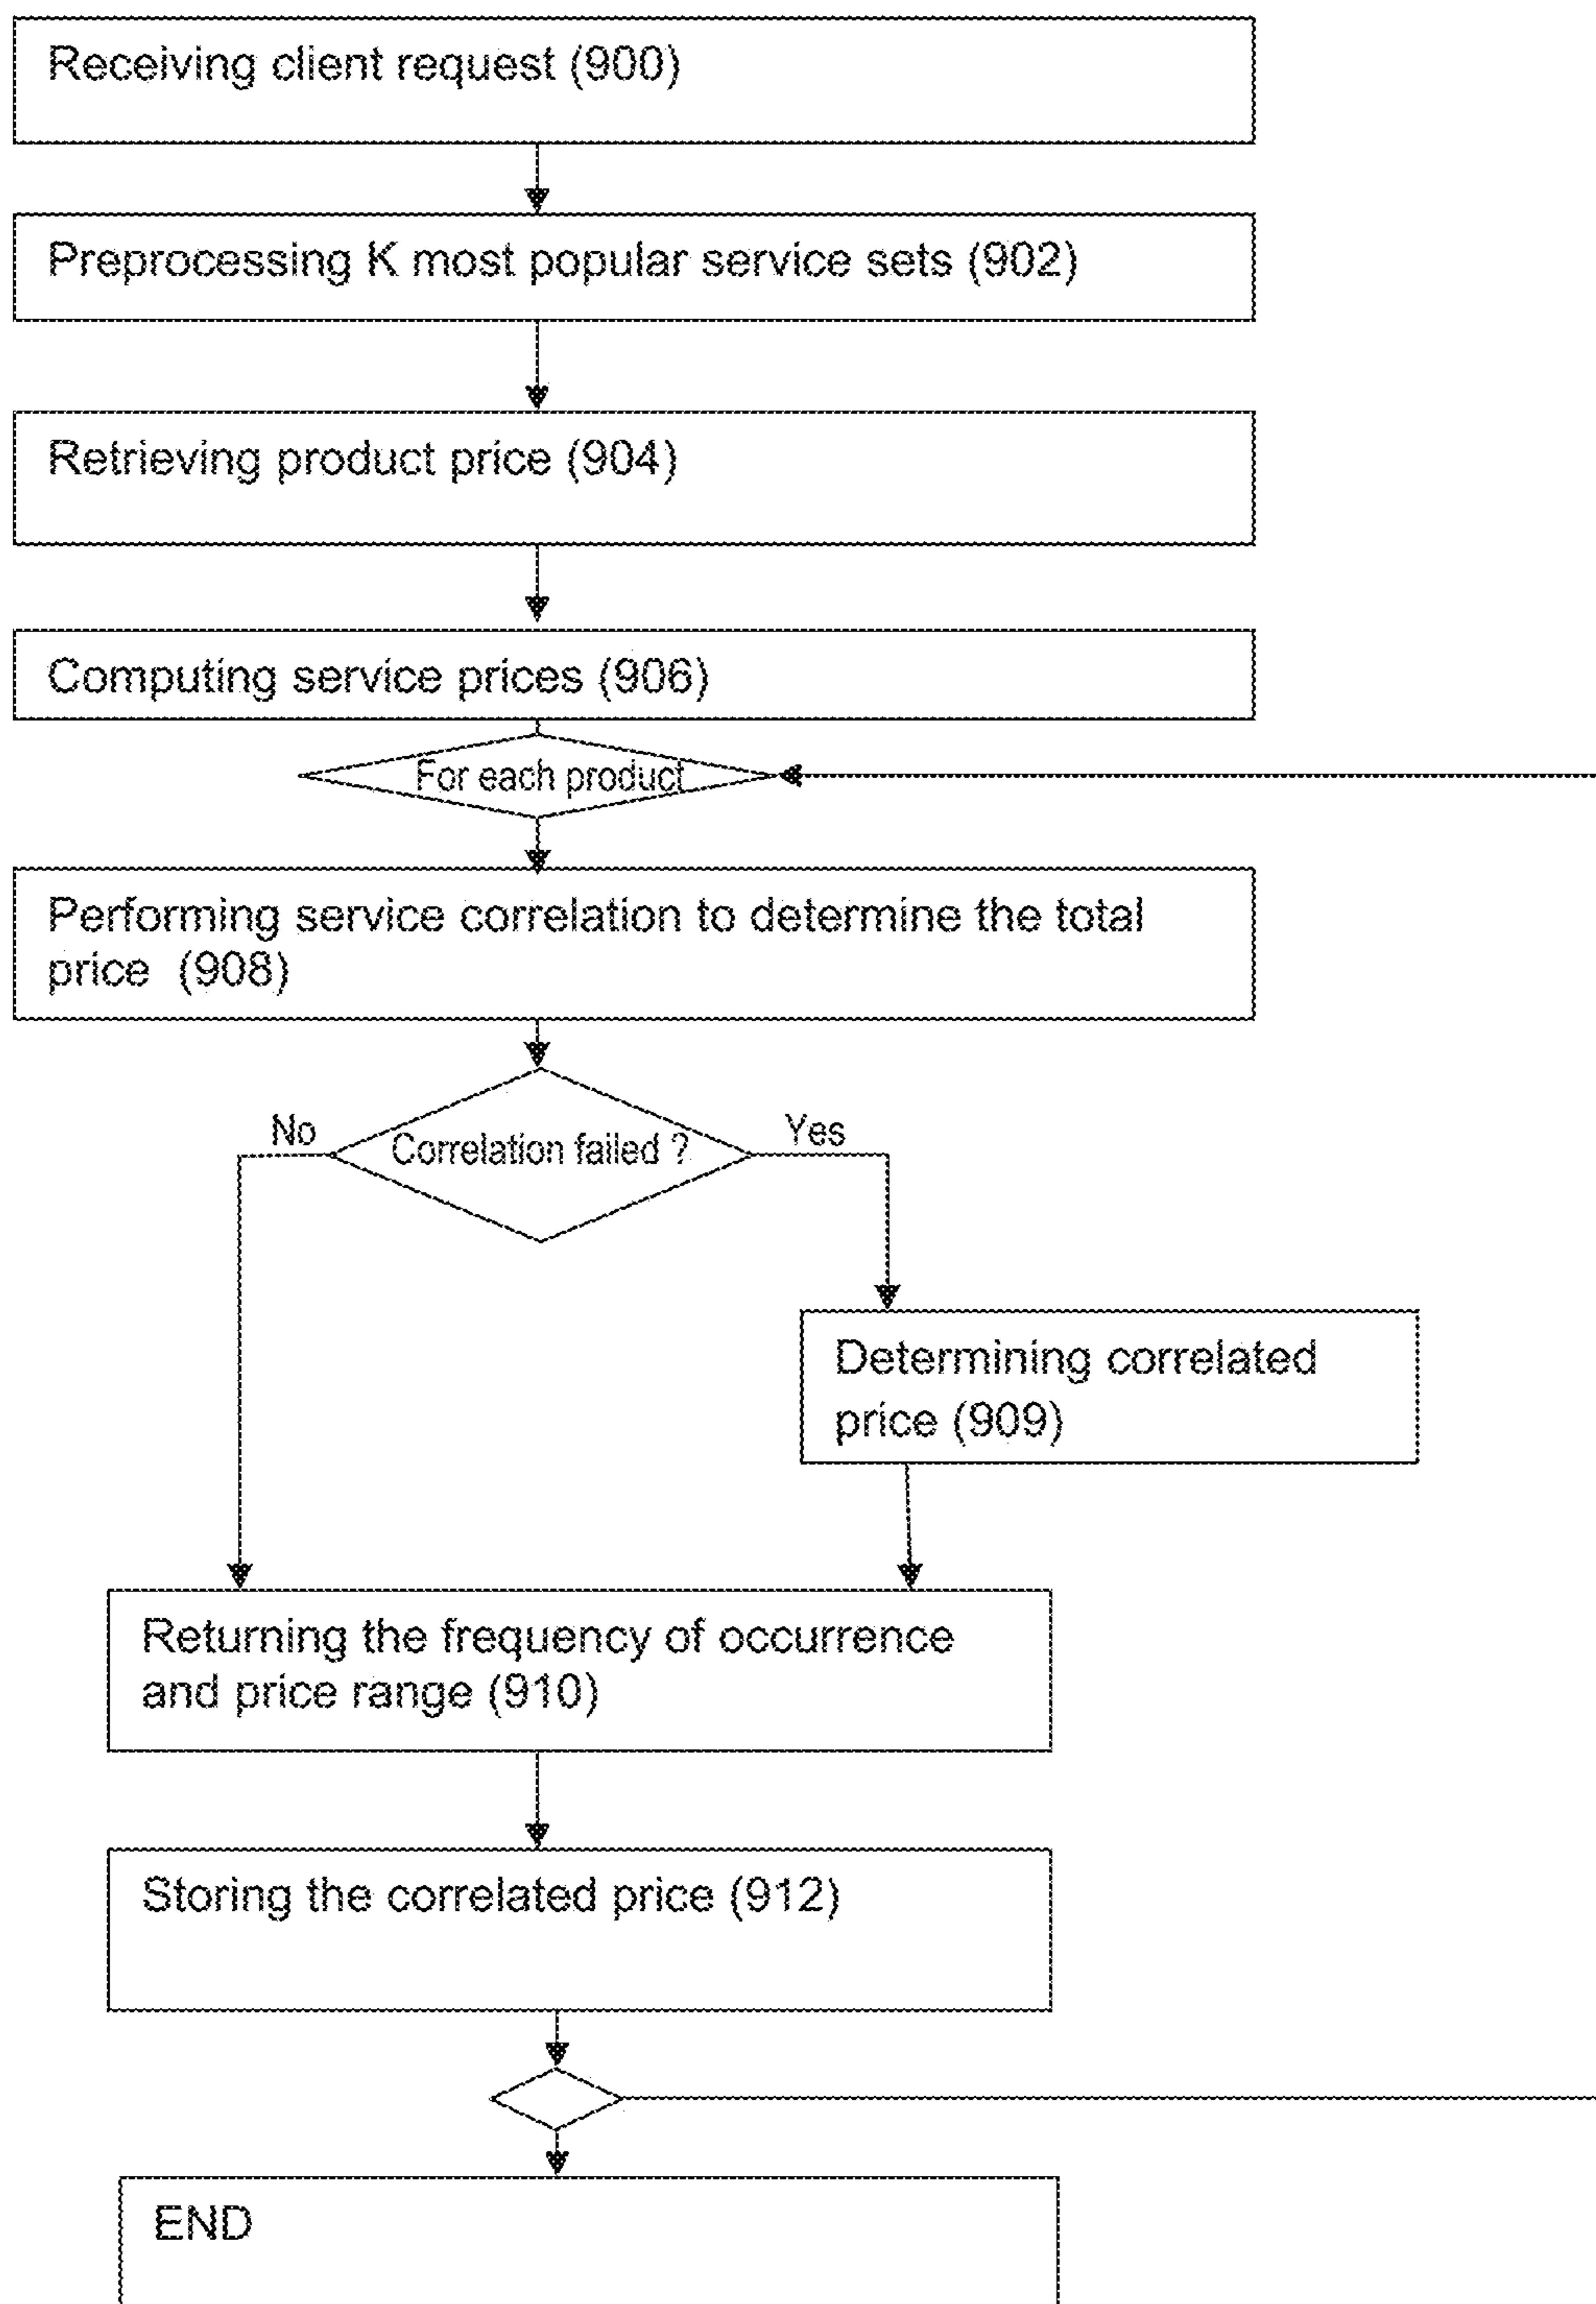 Receiving client request (900)
Preprocessing K most popular service sets (902)
Retrieving product price (904)
Computing service prices (906)
For each product
Performing service correlation to determine the total
price (908)
No
Correlation failed ?
Yes
Determining correlated
price (909)
Returning the frequency of occurrence
and price range (910)
Storing the correlated price (912)
END